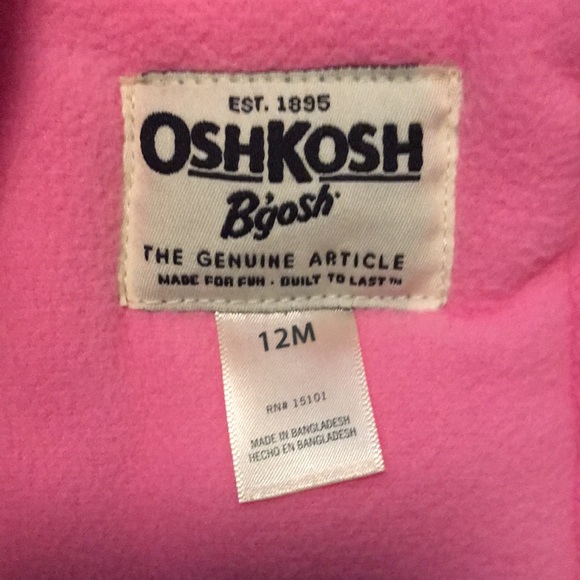 EST. 1895
OSHKOSH
B'gosh
THE GENUINE ARTICLE
MADE FOR FUN · BUILT TO LAST™
12M
RN# 15101
MADE IN BANGLADESH
HECHO EN BANGLADESH